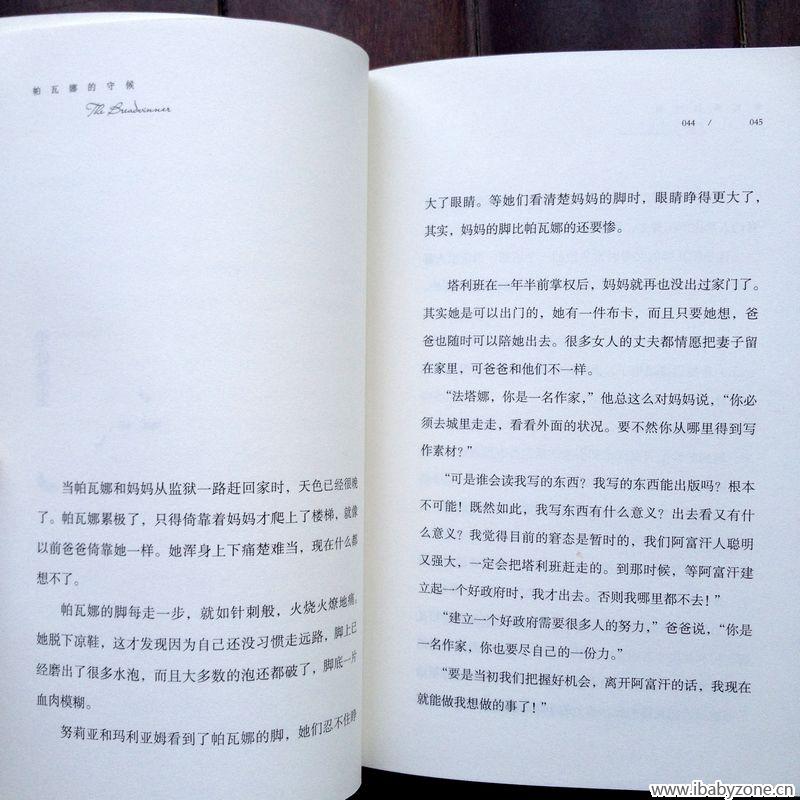 帕瓦娜的守候
The Breadwinner
当帕瓦娜和妈妈从监狱一路赶回家时，天色已经很晚
了。帕瓦娜累极了，只得倚靠着妈妈才爬上了楼梯，就像
以前爸爸倚靠她一样。她浑身上下痛楚难当，现在什么都
想不了。
帕瓦娜的脚每走一步，就如针刺般，火烧火燎地痛。
她脱下凉鞋，这才发现因为自己还没习惯走远路，脚上已
经磨出了很多水泡，而且大多数的泡还都破了，脚底一片
血肉模糊。
努莉亚和玛利亚姆看到了帕瓦娜的脚，她们忍不住睁
044 / 045
大了眼睛。等她们看清楚妈妈的脚时，眼睛睁得更大了，
其实，妈妈的脚比帕瓦娜的还要惨。
塔利班在一年半前掌权后，妈妈就再也没出过家门了。
其实她是可以出门的，她有一件布卡，而且只要她想，爸
爸也随时可以陪她出去。很多女人的丈夫都情愿把妻子留
在家里，可爸爸和他们不一样。
“法塔娜，你是一名作家，”他总这么对妈妈说，“你必
须去城里走走，看看外面的状况。要不然你从哪里得到写
作素材？”
“可是谁会读我写的东西？我写的东西能出版吗？根本
不可能！既然如此，我写东西有什么意义？出去看又有什
么意义？我觉得目前的窘态是暂时的，我们阿富汗人聪明
又强大，一定会把塔利班赶走的。到那时候，等阿富汗建
立起一个好政府时，我才出去。否则我哪里都不去！”
“建立一个好政府需要很多人的努力，”爸爸说，“你是
一名作家，你也要尽自己的一份力。”
“要是当初我们把握好机会，离开阿富汗的话，我现在
就能做我想做的事了！”
www.ibabyzone.cn